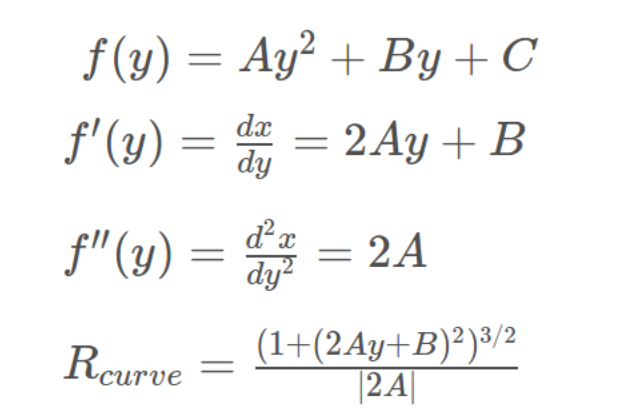 f(y) = Ay² + By + C
f′(y) = dx/dy = 2Ay + B
f″(y) = d²x/dy² = 2A
R_curve = (1+(2Ay+B)²)^{3/2} / |2A|